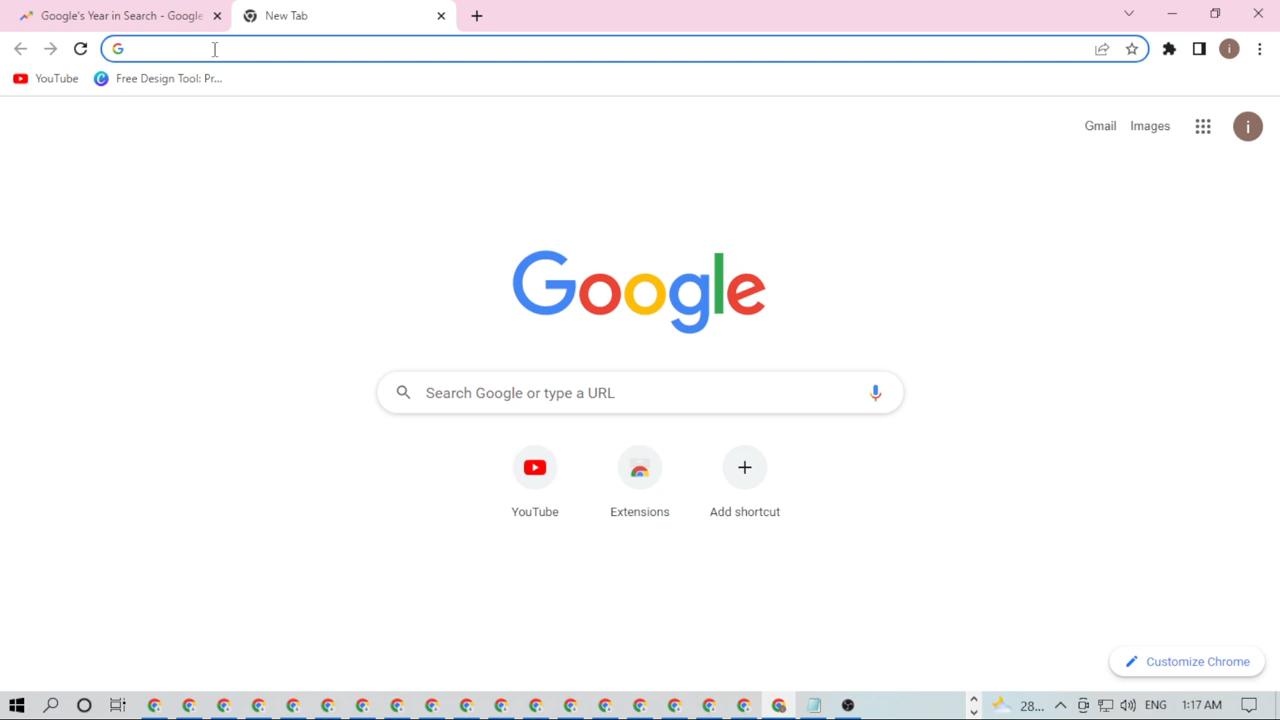 Google's Year in Search - Google
New Tab
YouTube
Free Design Tool: Pr...
Gmail
Images
i
i
Google
Search Google or type a URL
YouTube
Extensions
Add shortcut
Customize Chrome
28...
ENG
1:17 AM